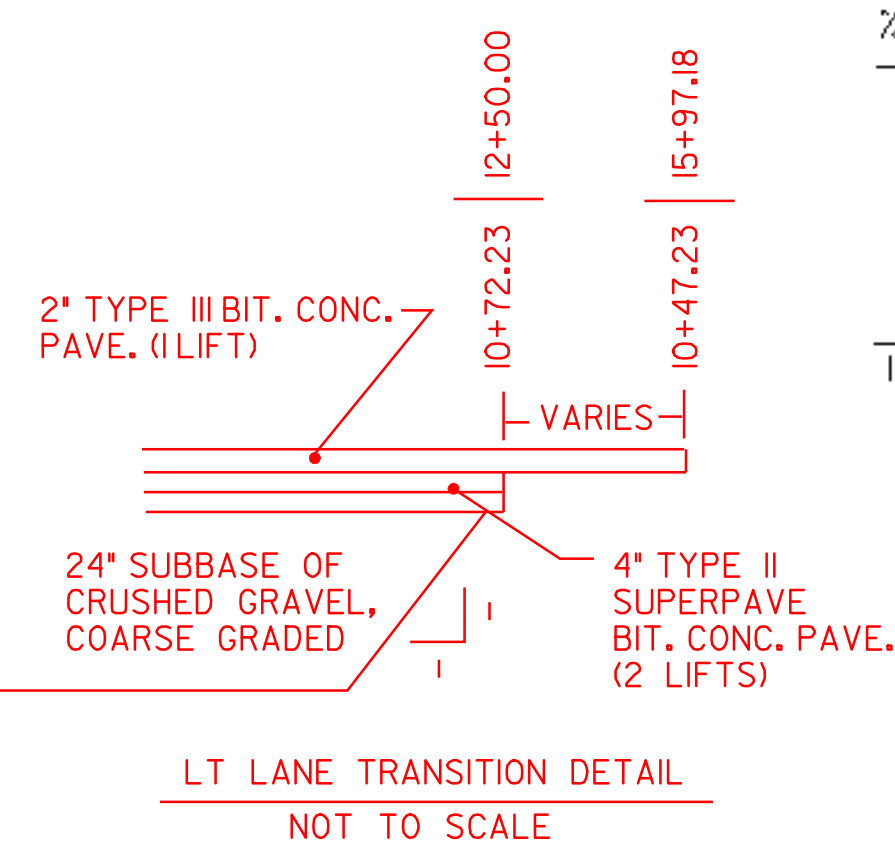 12+50.00
10+72.23
15+97.18
10+47.23
2" TYPE III BIT. CONC.
PAVE. (1 LIFT)
VARIES
24" SUBBASE OF
CRUSHED GRAVEL,
COARSE GRADED
1
1
4" TYPE II
SUPERPAVE
BIT. CONC. PAVE.
(2 LIFTS)
LT LANE TRANSITION DETAIL
NOT TO SCALE